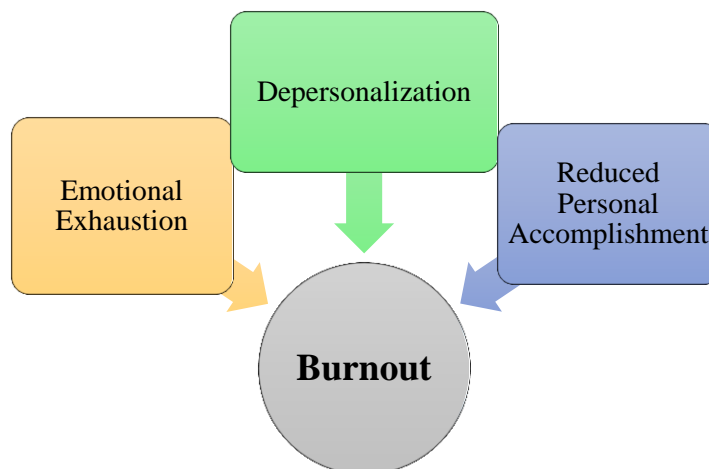 Depersonalization
Emotional
Exhaustion
Reduced
Personal
Accomplishment
Burnout